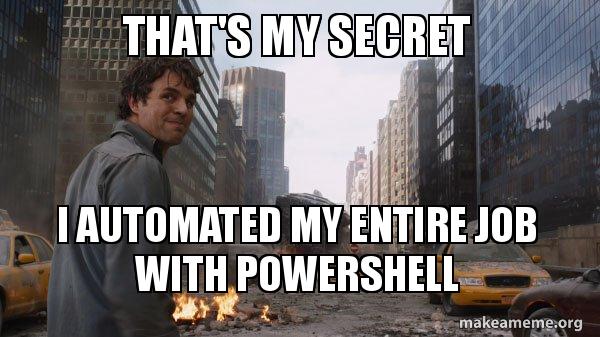 THAT'S MY SECRET
I AUTOMATED MY ENTIRE JOB
WITH POWERSHELL
makeameme.org